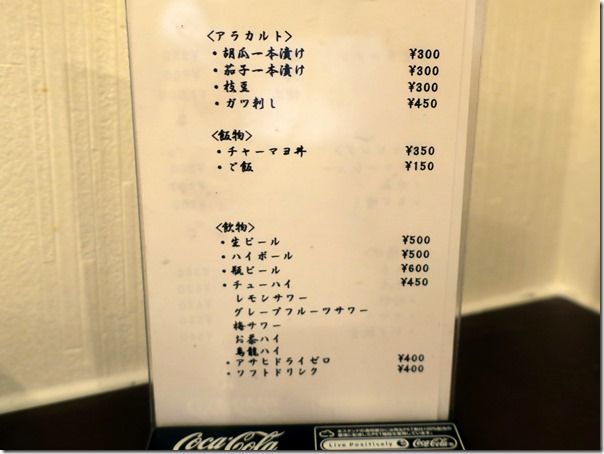 <アラカルト>
・胡瓜一本漬け ¥300
・茄子一本漬け ¥300
・枝豆 ¥300
・ガツ刺し ¥450
<飯物>
・チャーマヨ丼 ¥350
・ご飯 ¥150
<飲物>
・生ビール ¥500
・ハイボール ¥500
・瓶ビール ¥600
・チューハイ ¥450
レモンサワー
グレープフルーツサワー
梅サワー
お茶ハイ
烏龍ハイ
・アサヒドライゼロ ¥400
・ソフトドリンク ¥400
Coca-Cola
Live Positively Coca-Cola